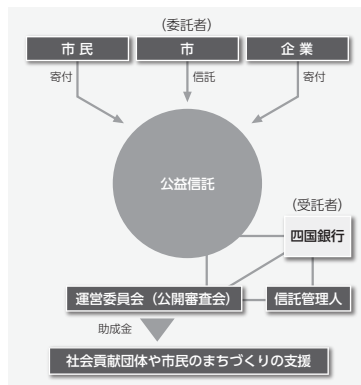 (委託者)
市 民
市
企 業
寄付
信託
寄付
公益信託
(受託者)
四国銀行
運営委員会（公開審査会）
信託管理人
助成金
社会貢献団体や市民のまちづくりの支援